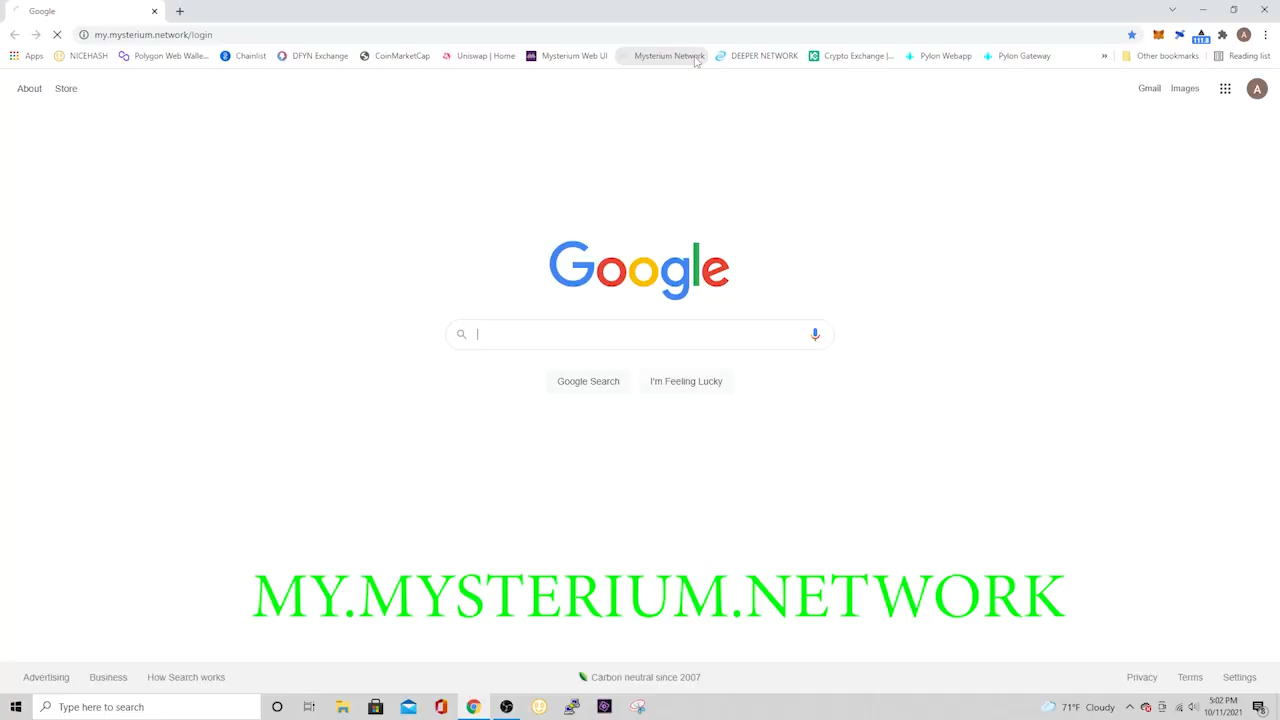 Google
my.mysterium.network/login
Apps NICEHASH Polygon Web Walle... Chainlist DFYN Exchange CoinMarketCap Uniswap | Home Mysterium Web UI Mysterium Network DEEPER NETWORK Crypto Exchange |... Pylon Webapp Pylon Gateway » Other bookmarks Reading list
111.8
A
About Store Gmail Images A
Google
Google Search I'm Feeling Lucky
MY.MYSTERIUM.NETWORK
Advertising Business How Search works Carbon neutral since 2007 Privacy Terms Settings
Type here to search 71°F Cloudy 5:02 PM
10/11/2021